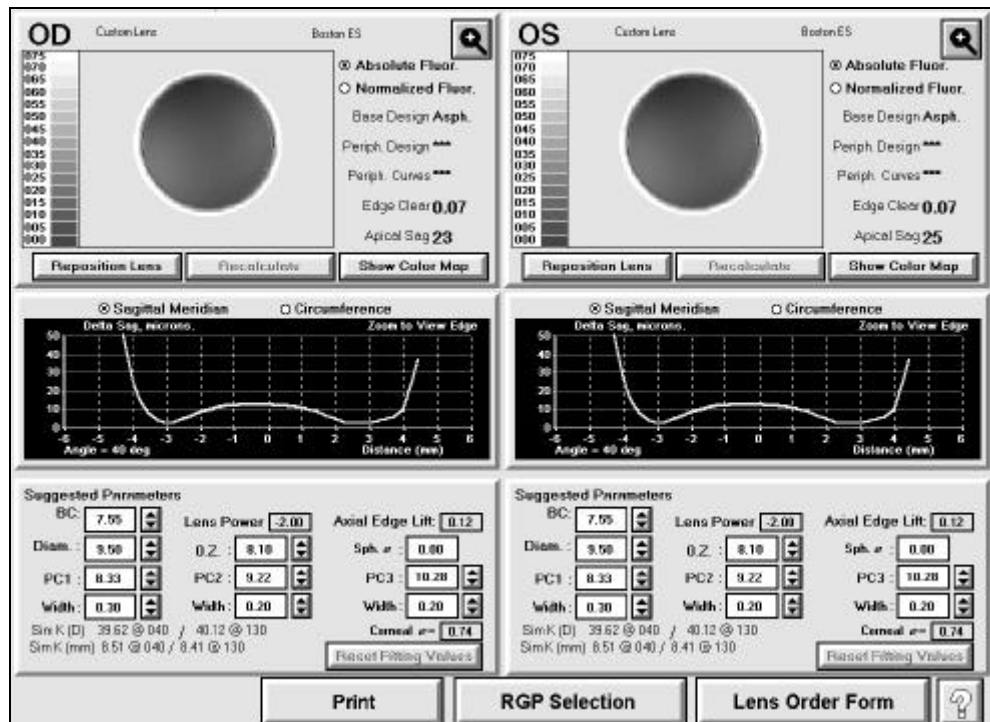 OD Custom Lens Boston ES
075
070
065
060
055
050
045
040
035
030
025
020
015
010
005
000
Absolute Fluor.
Normalized Fluor.
Base Design Asph.
Periph. Design ***
Periph. Curves ***
Edge Clear 0.07
Apical Sag 23
Reposition Lens Recalculate Show Color Map
OS Custom Lens Boston ES
075
070
065
060
055
050
045
040
035
030
025
020
015
010
005
000
Absolute Fluor.
Normalized Fluor.
Base Design Asph.
Periph. Design ***
Periph. Curves ***
Edge Clear 0.07
Apical Sag 25
Reposition Lens Recalculate Show Color Map
Sagittal Meridian Circumference
Delta Sag, microns. Zoom to View Edge
50
40
30
20
10
0
-6 -5 -4 -3 -2 -1 0 1 2 3 4 5 6
Angle = 40 deg Distance (mm)
Sagittal Meridian Circumference
Delta Sag, microns. Zoom to View Edge
50
40
30
20
10
0
-6 -5 -4 -3 -2 -1 0 1 2 3 4 5 6
Angle = 40 deg Distance (mm)
Suggested Parameters
BC: 7.55 Lens Power -2.00 Axial Edge Lift: 0.12
Diam. : 9.50 O.Z. : 8.10 Sph. e : 0.00
PC1 : 8.33 PC2 : 9.22 PC3 : 10.28
Width : 0.30 Width : 0.20 Width : 0.20
Sim K (D) 39.62 @ 040 / 40.12 @ 130 Corneal e= 0.74
Sim K (mm) 8.51 @ 040 / 8.41 @ 130 Reset Fitting Values
Suggested Parameters
BC: 7.55 Lens Power -2.00 Axial Edge Lift: 0.12
Diam. : 9.50 O.Z. : 8.10 Sph. e : 0.00
PC1 : 8.33 PC2 : 9.22 PC3 : 10.28
Width : 0.30 Width : 0.20 Width : 0.20
Sim K (D) 39.62 @ 040 / 40.12 @ 130 Corneal e= 0.74
Sim K (mm) 8.51 @ 040 / 8.41 @ 130 Reset Fitting Values
Print RGP Selection Lens Order Form ?